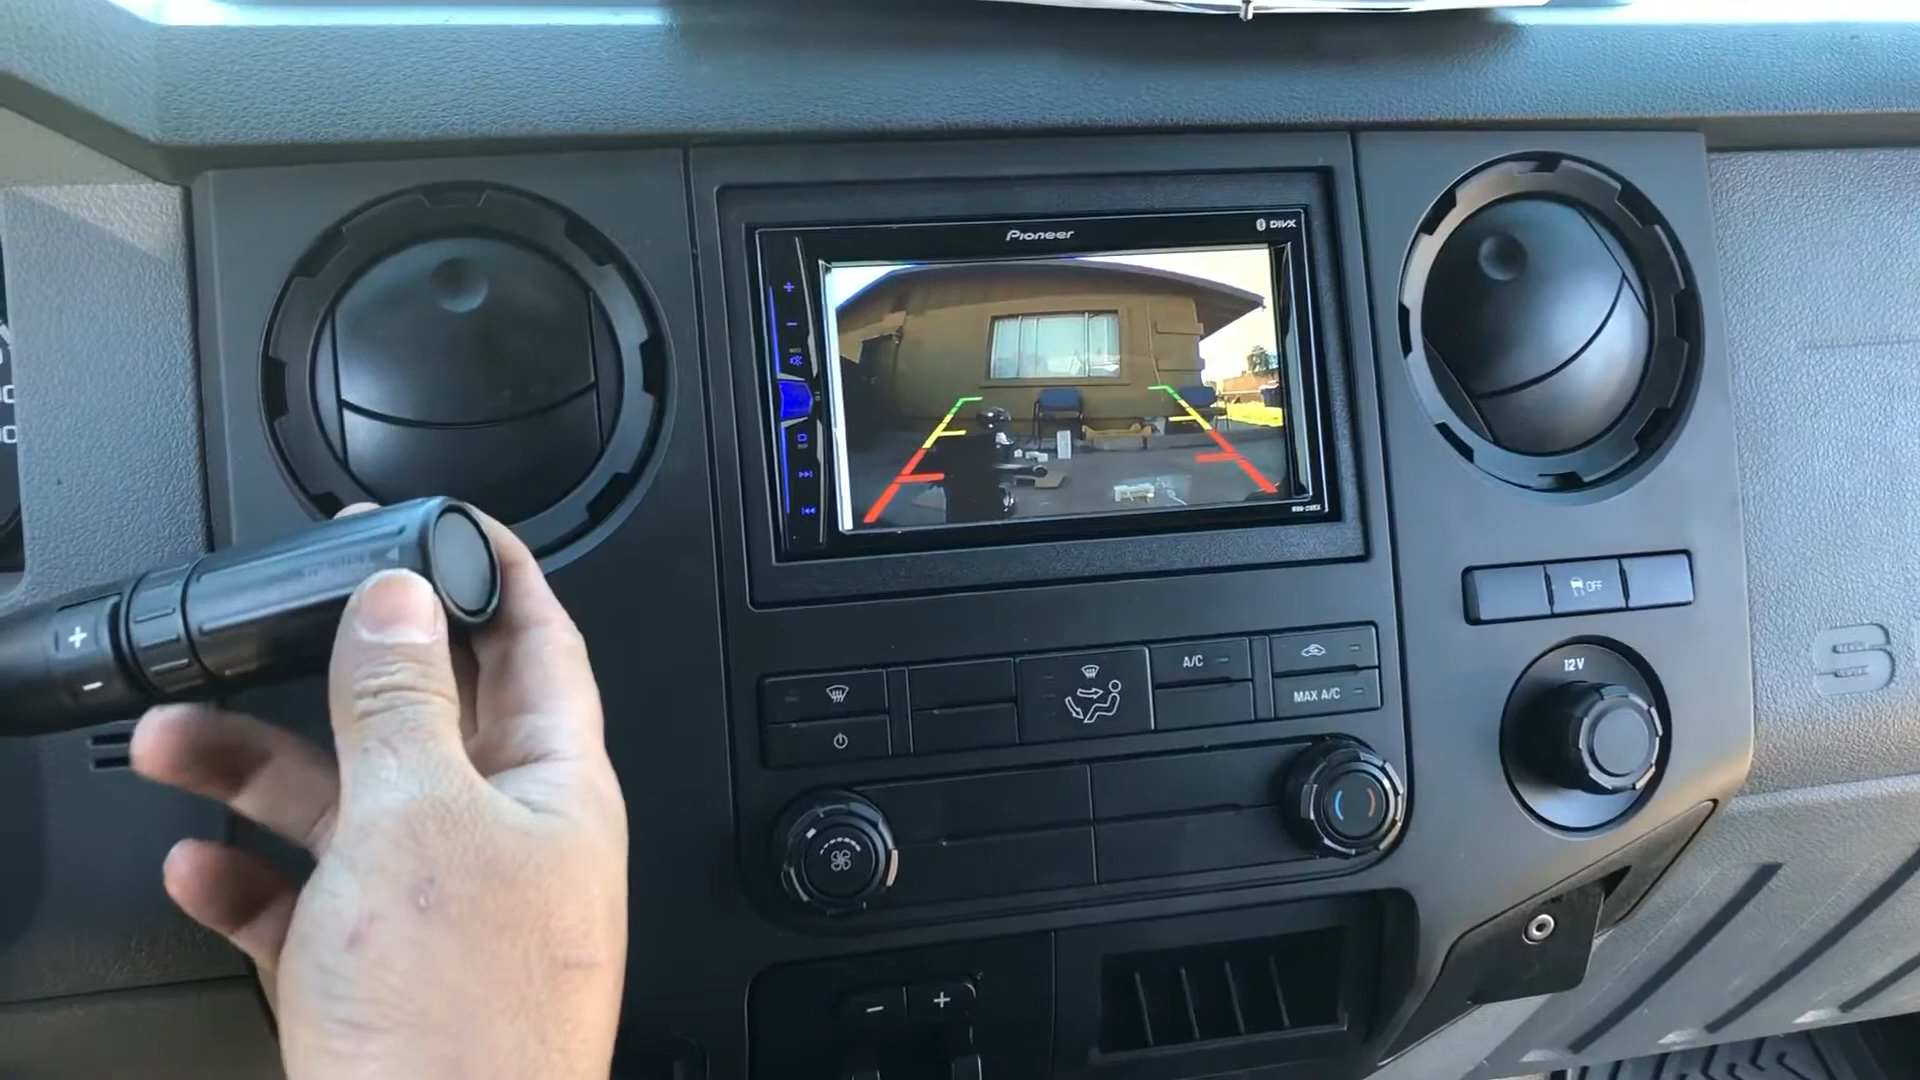 Pioneer
DIVX
+
−
OFF
12V
A/C
MAX A/C
+
−
−
+
S